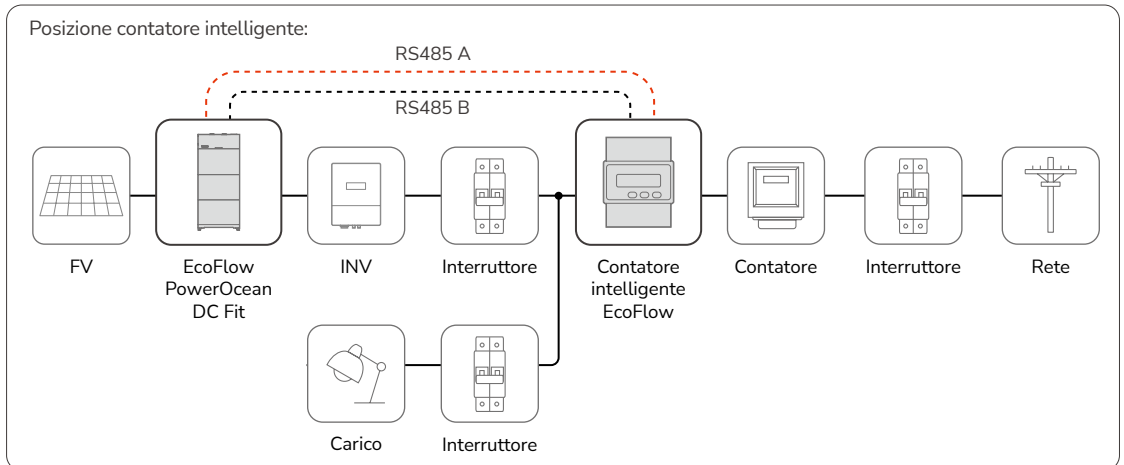 Posizione contatore intelligente:
RS485 A
RS485 B
FV
EcoFlow
PowerOcean
DC Fit
INV
Interruttore
Contatore
intelligente
EcoFlow
Contatore
Interruttore
Rete
Carico
Interruttore